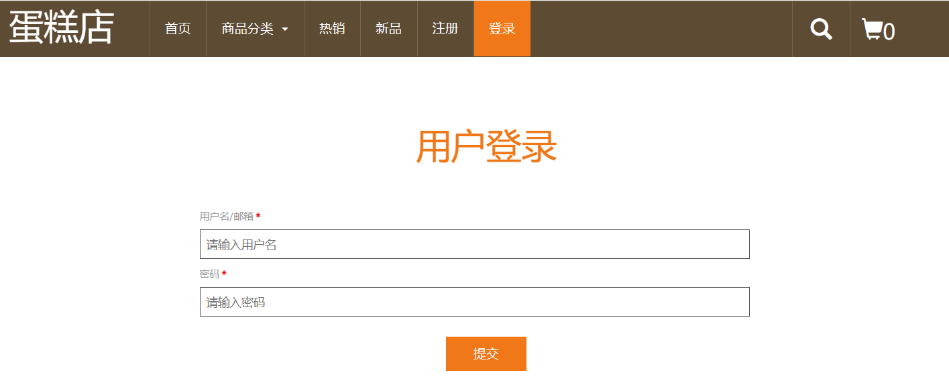 蛋糕店 首页 商品分类 热销 新品 注册 登录 0
用户登录
用户名/邮箱 *
请输入用户名
密码 *
请输入密码
提交